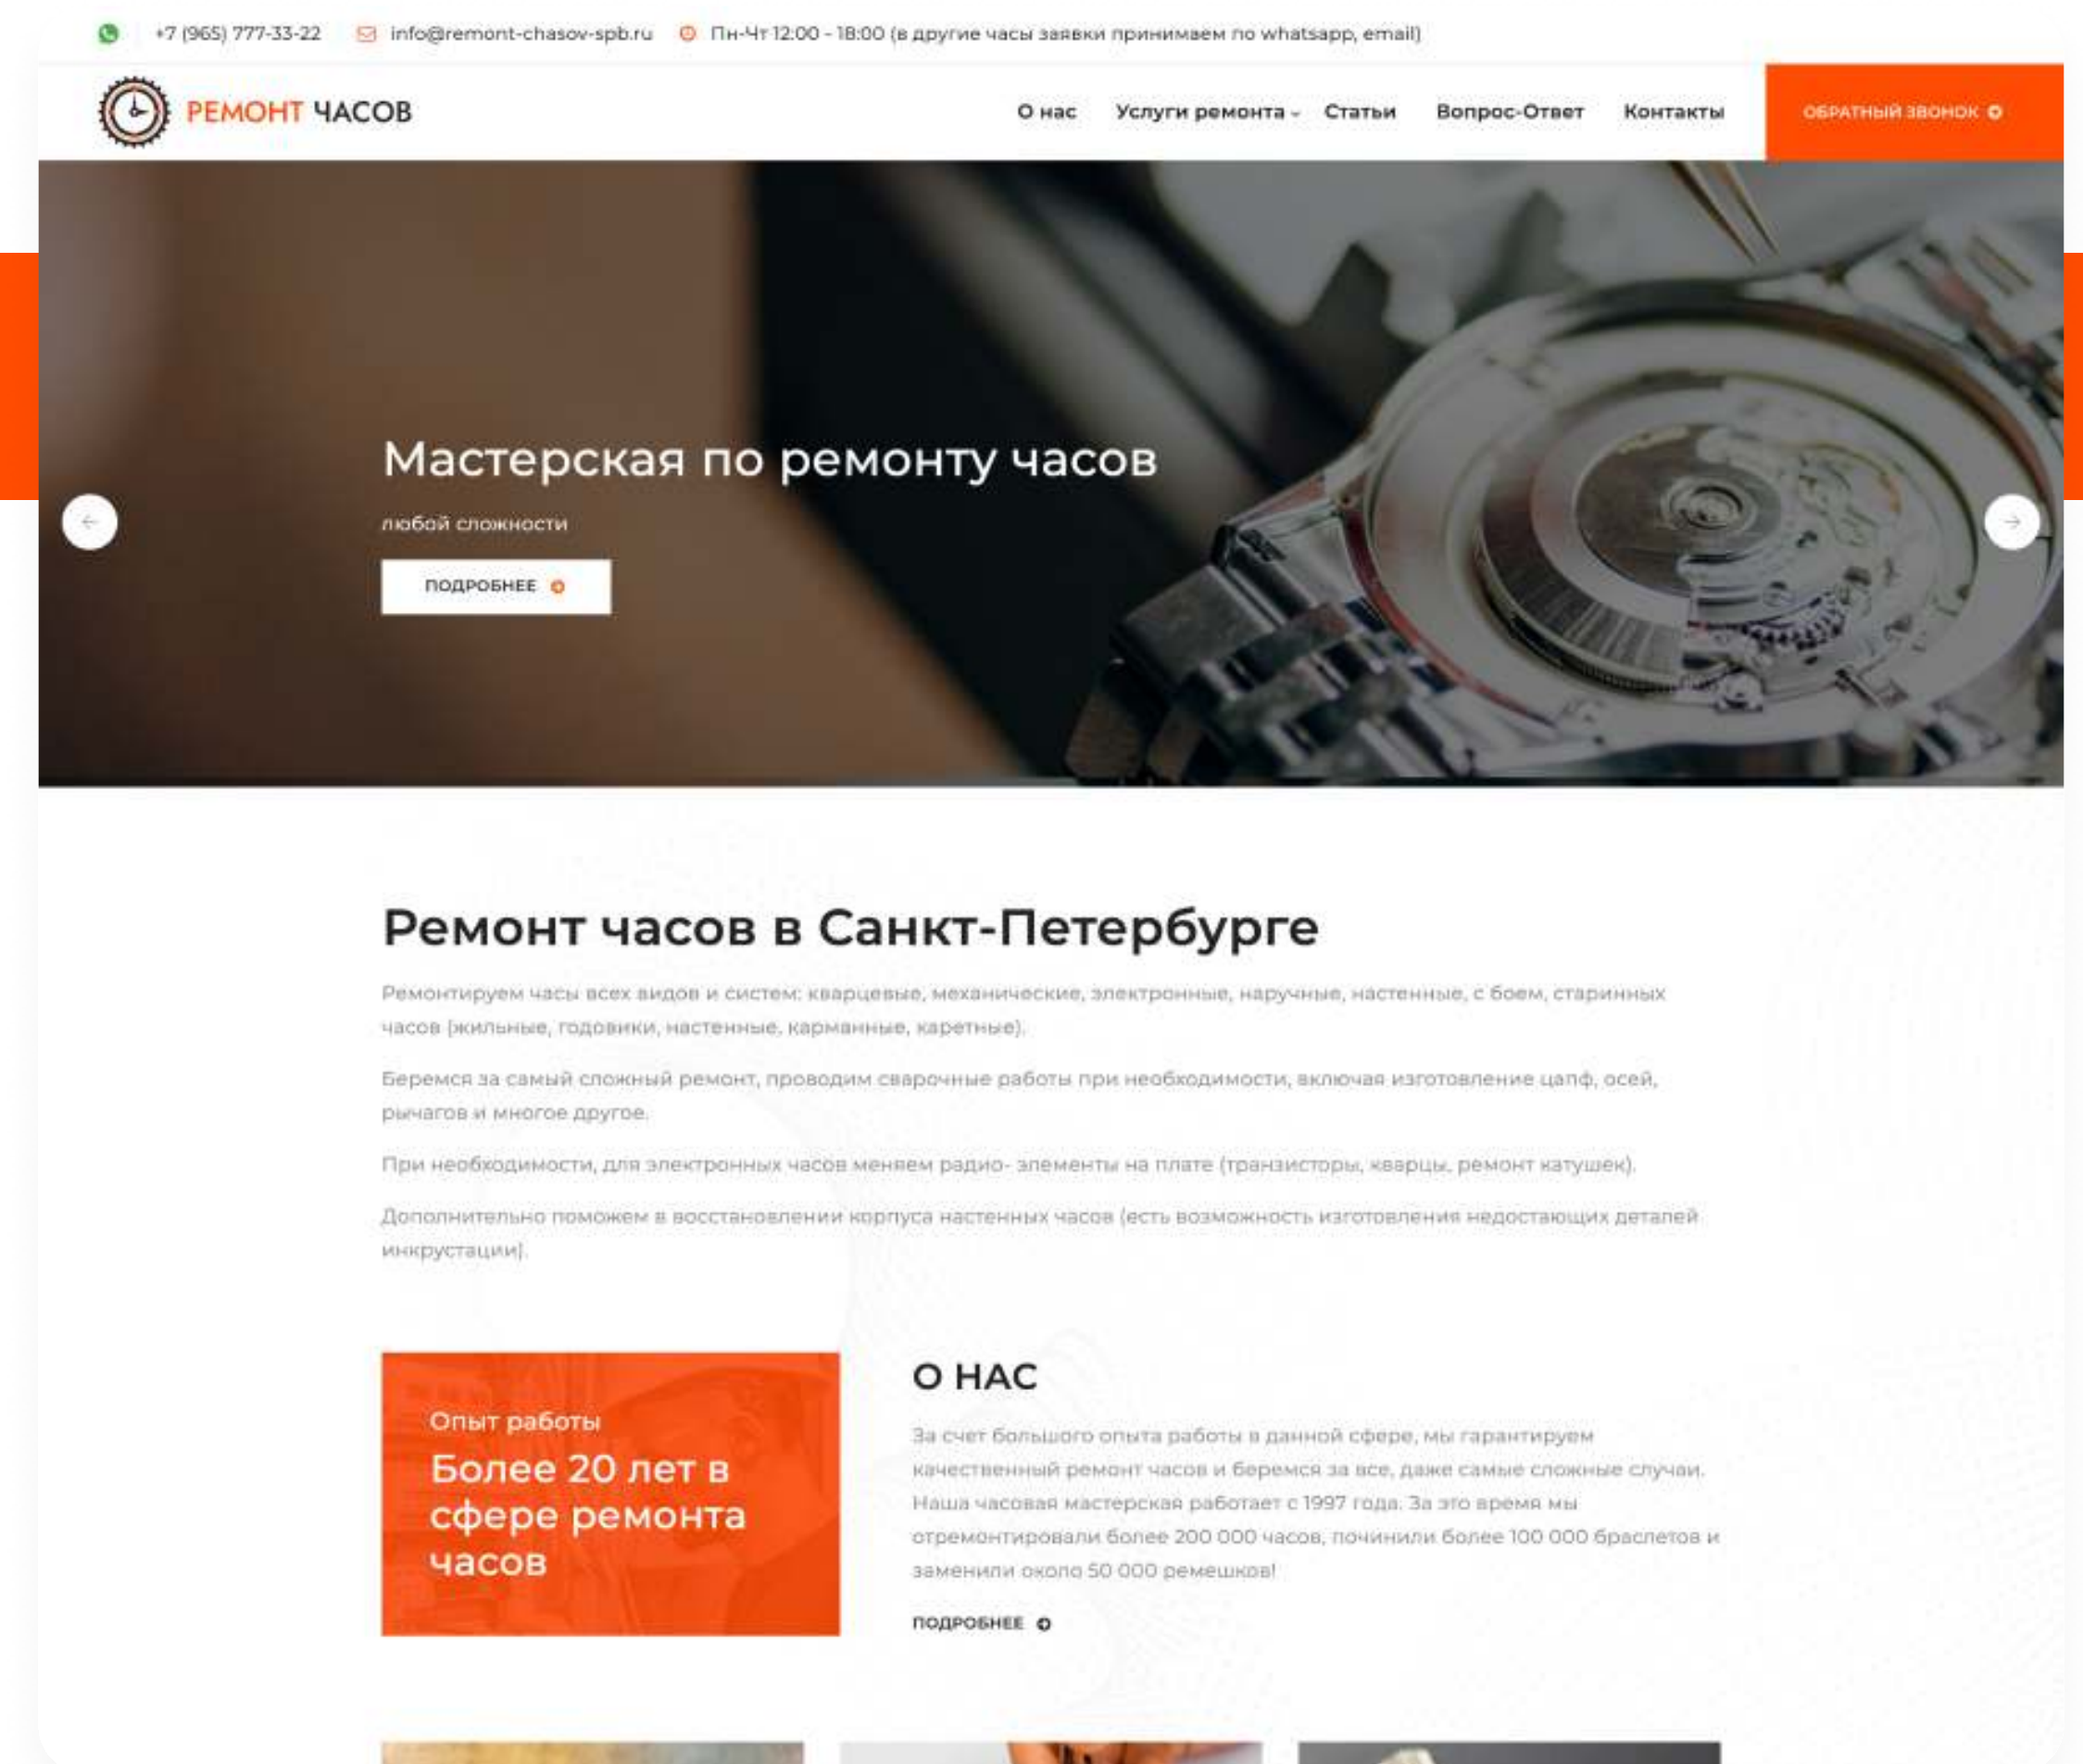 +7 (965) 777-33-22 info@remont-chasov-spb.ru Пн-Чт 12:00 - 18:00 (в другие часы заявки принимаем по whatsapp, email)
РЕМОНТ ЧАСОВ О нас Услуги ремонта Статьи Вопрос-Ответ Контакты ОБРАТНЫЙ ЗВОНОК
Мастерская по ремонту часов
любой сложности
ПОДРОБНЕЕ
Ремонт часов в Санкт-Петербурге
Ремонтируем часы всех видов и систем: кварцевые, механические, электронные, наручные, настенные, с боем, старинных
часов (жильные, годовики, настенные, карманные, каретные).
Беремся за самый сложный ремонт, проводим сварочные работы при необходимости, включая изготовление цапф, осей,
рычагов и многое другое.
При необходимости, для электронных часов меняем радио- элементы на плате (транзисторы, кварцы, ремонт катушек).
Дополнительно поможем в восстановлении корпуса настенных часов (есть возможность изготовления недостающих деталей
инкрустации).
Опыт работы
Более 20 лет в
сфере ремонта
часов
О НАС
За счет большого опыта работы в данной сфере, мы гарантируем
качественный ремонт часов и беремся за все, даже самые сложные случаи.
Наша часовая мастерская работает с 1997 года. За это время мы
отремонтировали более 200 000 часов, починили более 100 000 браслетов и
заменили около 50 000 ремешков!
ПОДРОБНЕЕ